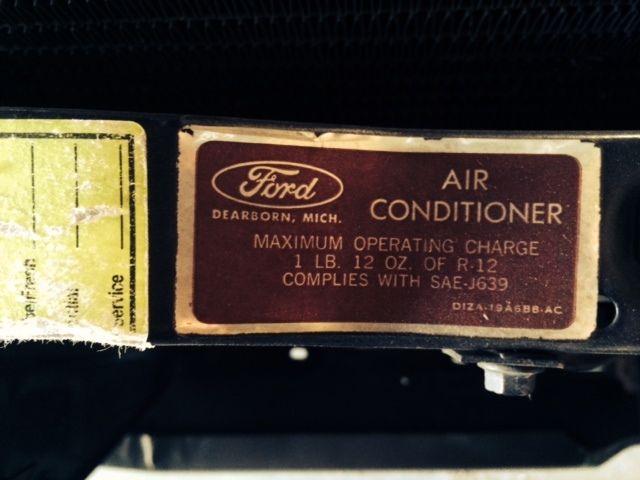 Ford
DEARBORN, MICH.
AIR
CONDITIONER
MAXIMUM OPERATING CHARGE
1 LB. 12 OZ. OF R-12
COMPLIES WITH SAE-J639
service